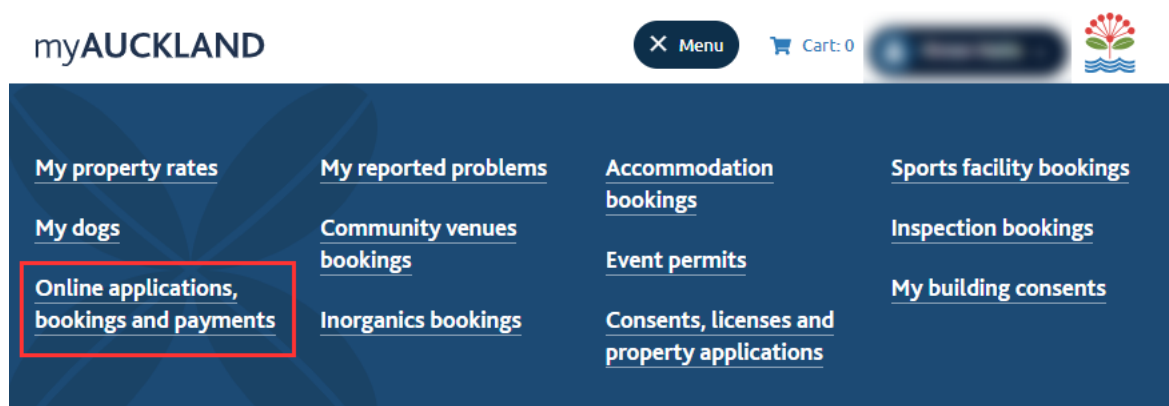 myAUCKLAND
Menu
Cart: 0
My property rates
My dogs
Online applications,
bookings and payments
My reported problems
Community venues
bookings
Inorganics bookings
Accommodation
bookings
Event permits
Consents, licenses and
property applications
Sports facility bookings
Inspection bookings
My building consents